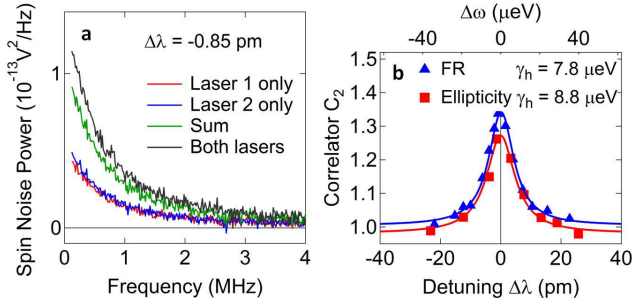 a
Δλ = -0.85 pm
Laser 1 only
Laser 2 only
Sum
Both lasers
Spin Noise Power (10⁻¹³V²/Hz)
1
0
0 1 2 3 4
Frequency (MHz)
Δω (μeV)
-40 0 40
b
FR γh = 7.8 μeV
Ellipticity γh = 8.8 μeV
Correlator C₂
1.5
1.4
1.3
1.2
1.1
1.0
-40 -20 0 20 40
Detuning Δλ (pm)